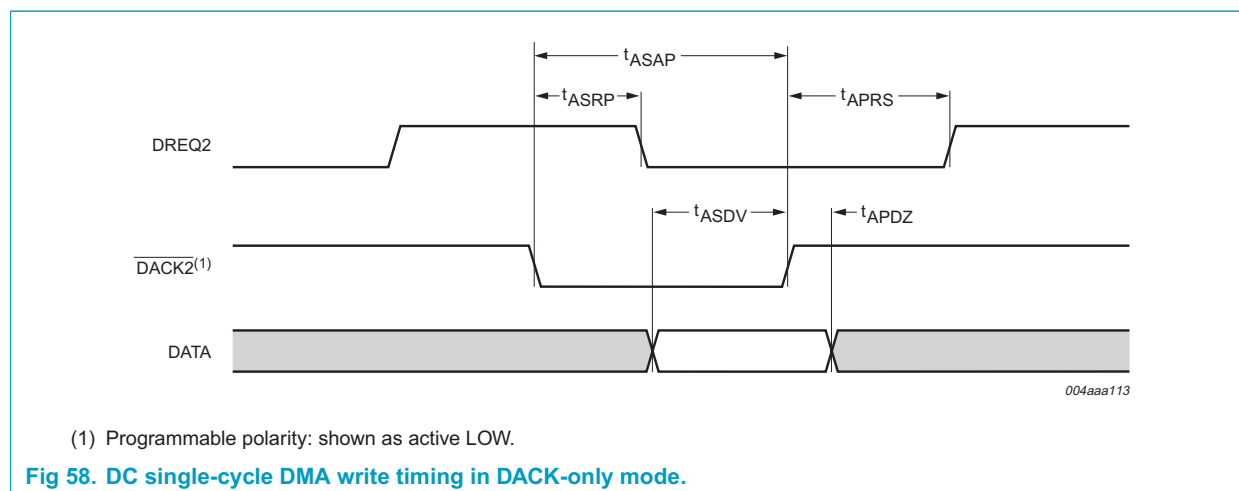 tASAP
tASRP
tAPRS
DREQ2
tASDV
tAPDZ
DACK2(1)
DATA
004aaa113
(1) Programmable polarity: shown as active LOW.
Fig 58. DC single-cycle DMA write timing in DACK-only mode.